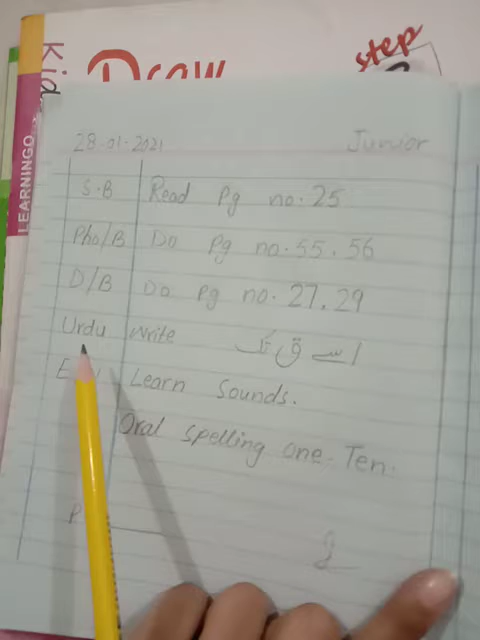 step
Draw
Kid
LEARNINGO
28-01-2021 Junior
S.B Read Pg no. 25
Pho/B Do Pg no. 55, 56
D/B Do Pg no. 27, 29
Urdu Write ا سے ق تک
E Learn Sounds.
Oral spelling one-Ten.
P